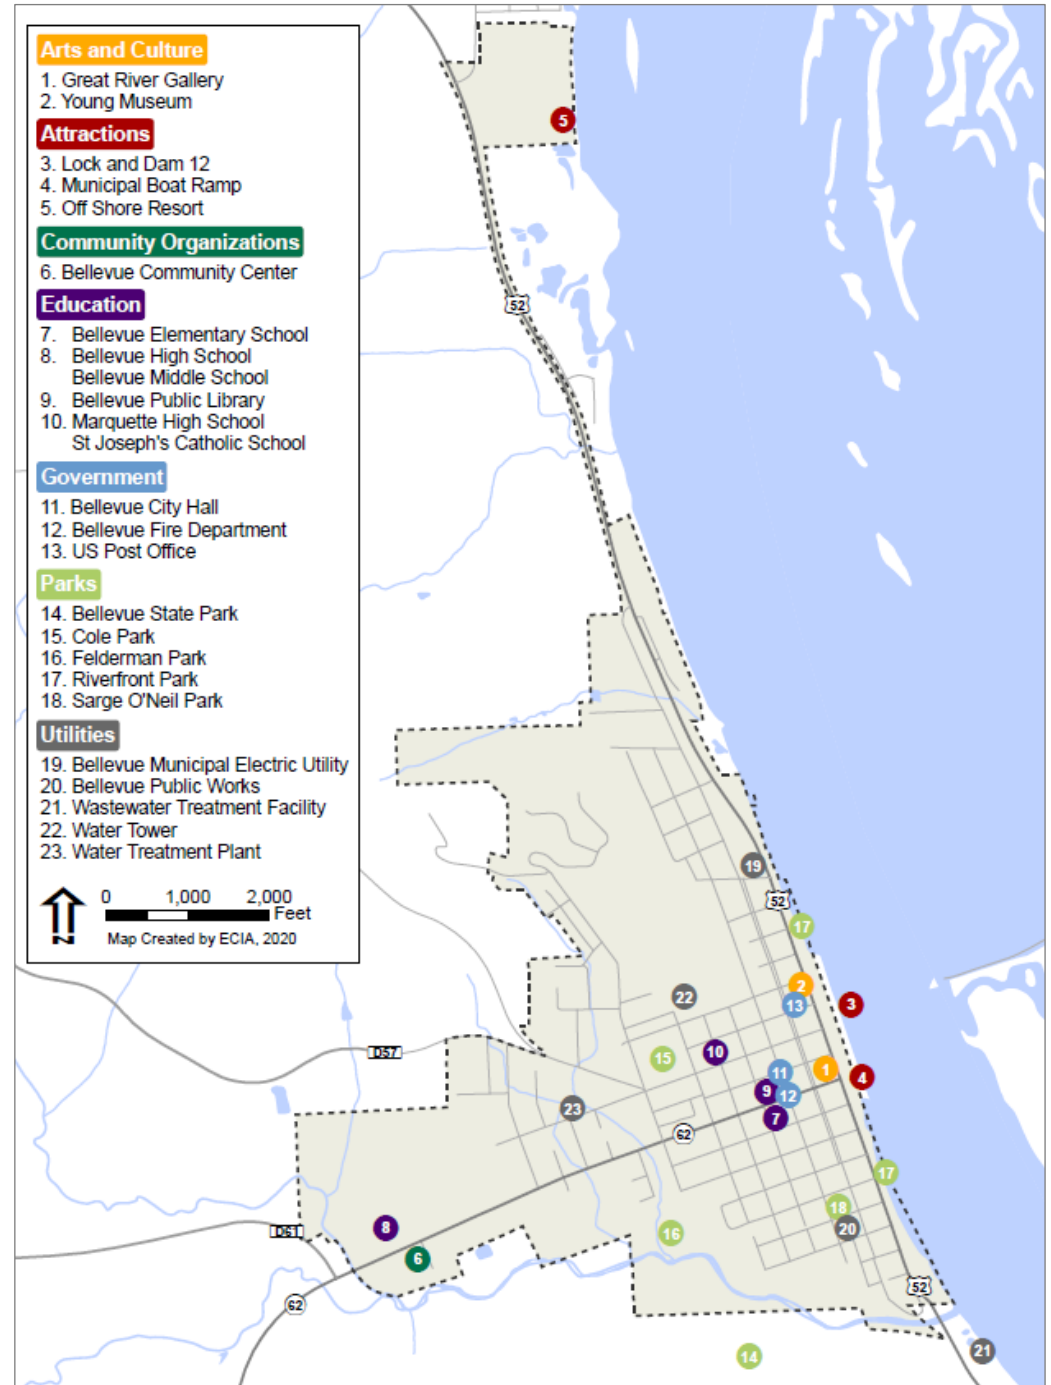 Arts and Culture
1. Great River Gallery
2. Young Museum
Attractions
3. Lock and Dam 12
4. Municipal Boat Ramp
5. Off Shore Resort
Community Organizations
6. Bellevue Community Center
Education
7. Bellevue Elementary School
8. Bellevue High School
Bellevue Middle School
9. Bellevue Public Library
10. Marquette High School
St Joseph's Catholic School
Government
11. Bellevue City Hall
12. Bellevue Fire Department
13. US Post Office
Parks
14. Bellevue State Park
15. Cole Park
16. Felderman Park
17. Riverfront Park
18. Sarge O'Neil Park
Utilities
19. Bellevue Municipal Electric Utility
20. Bellevue Public Works
21. Wastewater Treatment Facility
22. Water Tower
23. Water Treatment Plant
0 1,000 2,000
Feet
N
Map Created by ECIA, 2020
5
52
19
52
17
2
22
13
3
D57
10
15
11
1
4
9
12
23
7
62
17
18
8
20
D61
16
6
52
62
21
14